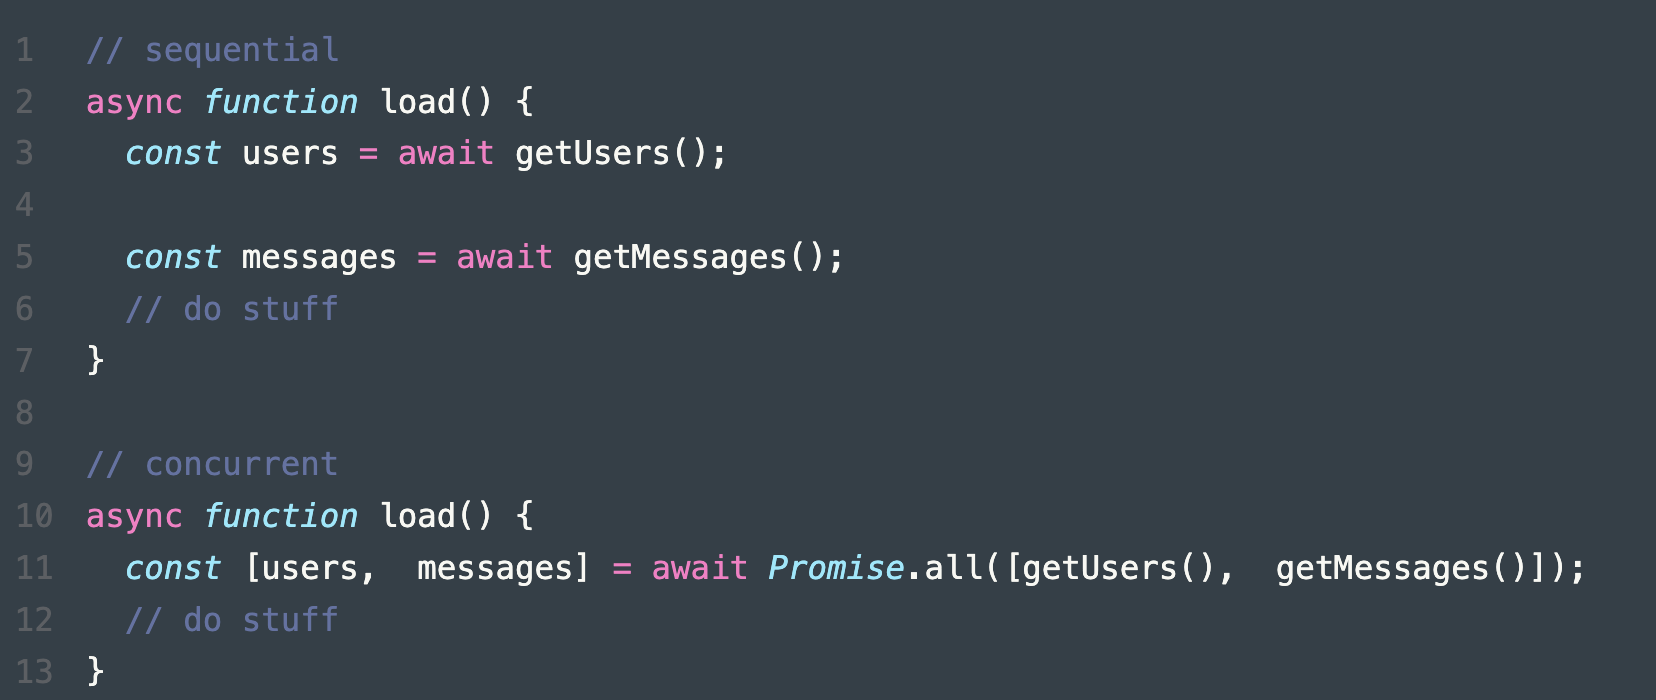 1 // sequential
2 async function load() {
3   const users = await getUsers();
4
5   const messages = await getMessages();
6   // do stuff
7 }
8
9 // concurrent
10 async function load() {
11   const [users,  messages] = await Promise.all([getUsers(),  getMessages()]);
12   // do stuff
13 }